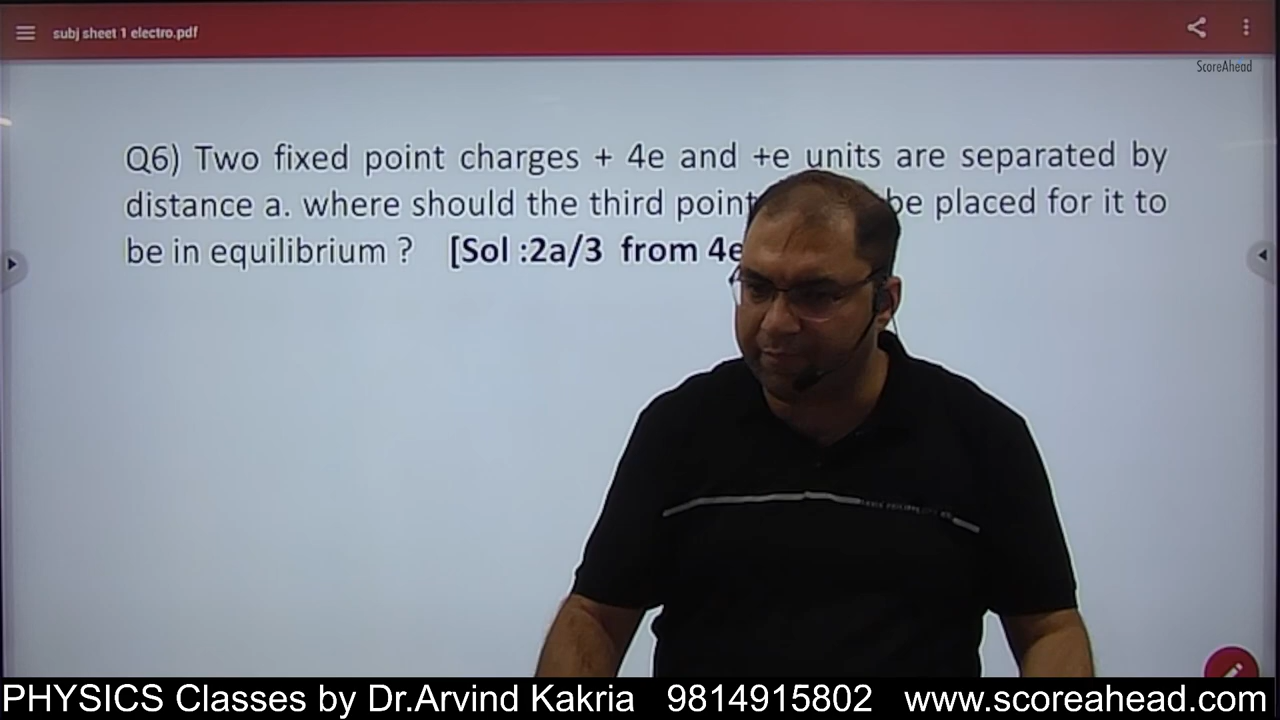 subj sheet 1 electro.pdf
ScoreAhead
Q6) Two fixed point charges + 4e and +e units are separated by
distance a. where should the third point be placed for it to
be in equilibrium ? [Sol :2a/3 from 4e
PHYSICS Classes by Dr.Arvind Kakria 9814915802 www.scoreahead.com